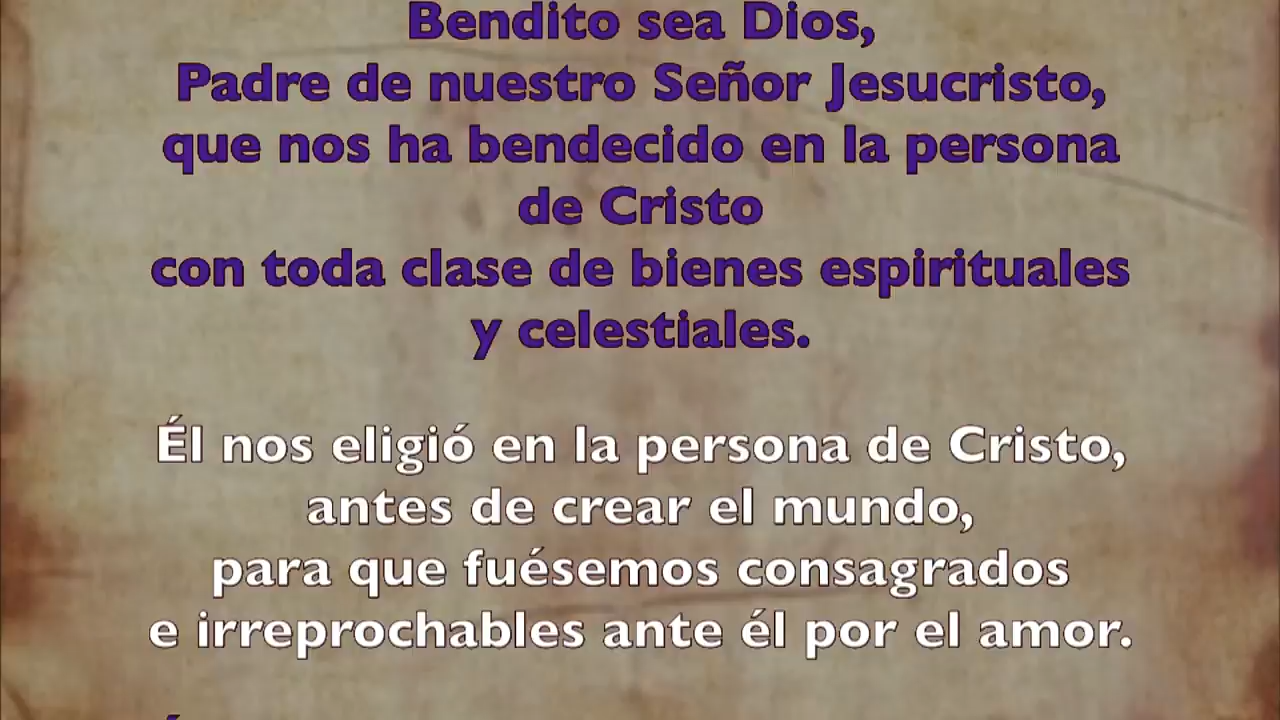 Bendito sea Dios,
Padre de nuestro Señor Jesucristo,
que nos ha bendecido en la persona
de Cristo
con toda clase de bienes espirituales
y celestiales.
Él nos eligió en la persona de Cristo,
antes de crear el mundo,
para que fuésemos consagrados
e irreprochables ante él por el amor.